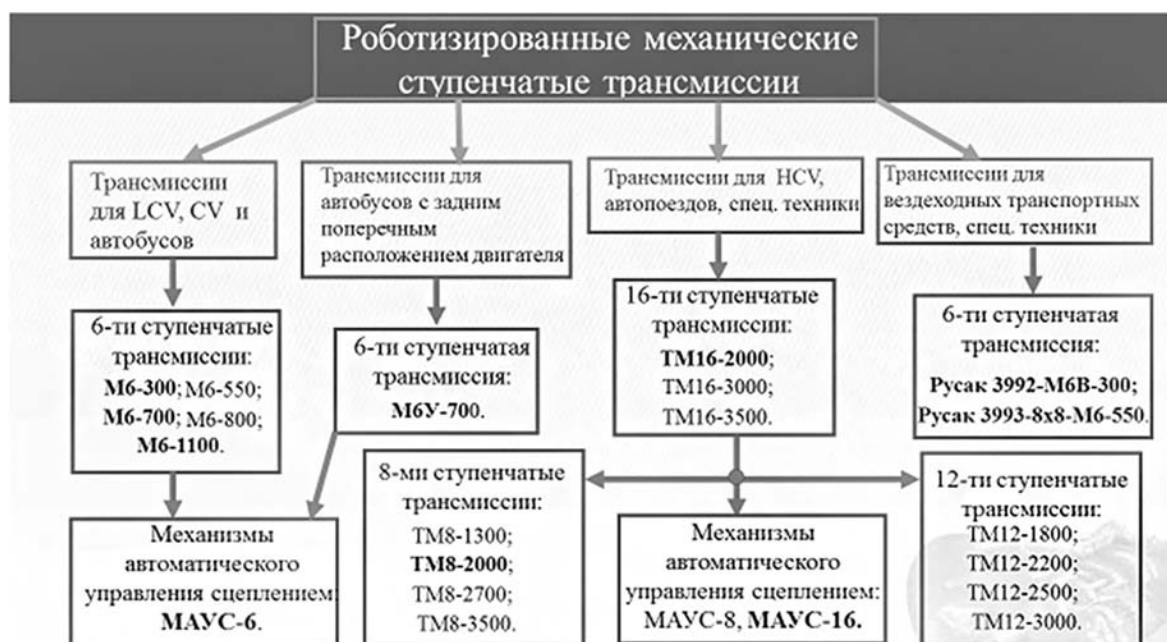 Роботизированные механические
ступенчатые трансмиссии
Трансмиссии
для LCV, CV и
автобусов
Трансмиссии для
автобусов с задним
поперечным
расположением двигателя
Трансмиссии для HCV,
автопоездов, спец. техники
Трансмиссии для
вездеходных транспортных
средств, спец. техники
6-ти ступенчатые
трансмиссии:
М6-300; М6-550;
М6-700; М6-800;
М6-1100.
6-ти ступенчатая
трансмиссия:
М6У-700.
16-ти ступенчатые
трансмиссии:
ТМ16-2000;
ТМ16-3000;
ТМ16-3500.
6-ти ступенчатая
трансмиссия:
Русак 3992-М6В-300;
Русак 3993-8х8-М6-550.
Механизмы
автоматического
управления сцеплением:
МАУС-6.
8-ми ступенчатые
трансмиссии:
ТМ8-1300;
ТМ8-2000;
ТМ8-2700;
ТМ8-3500.
Механизмы
автоматического
управления сцеплением:
МАУС-8, МАУС-16.
12-ти ступенчатые
трансмиссии:
ТМ12-1800;
ТМ12-2200;
ТМ12-2500;
ТМ12-3000.